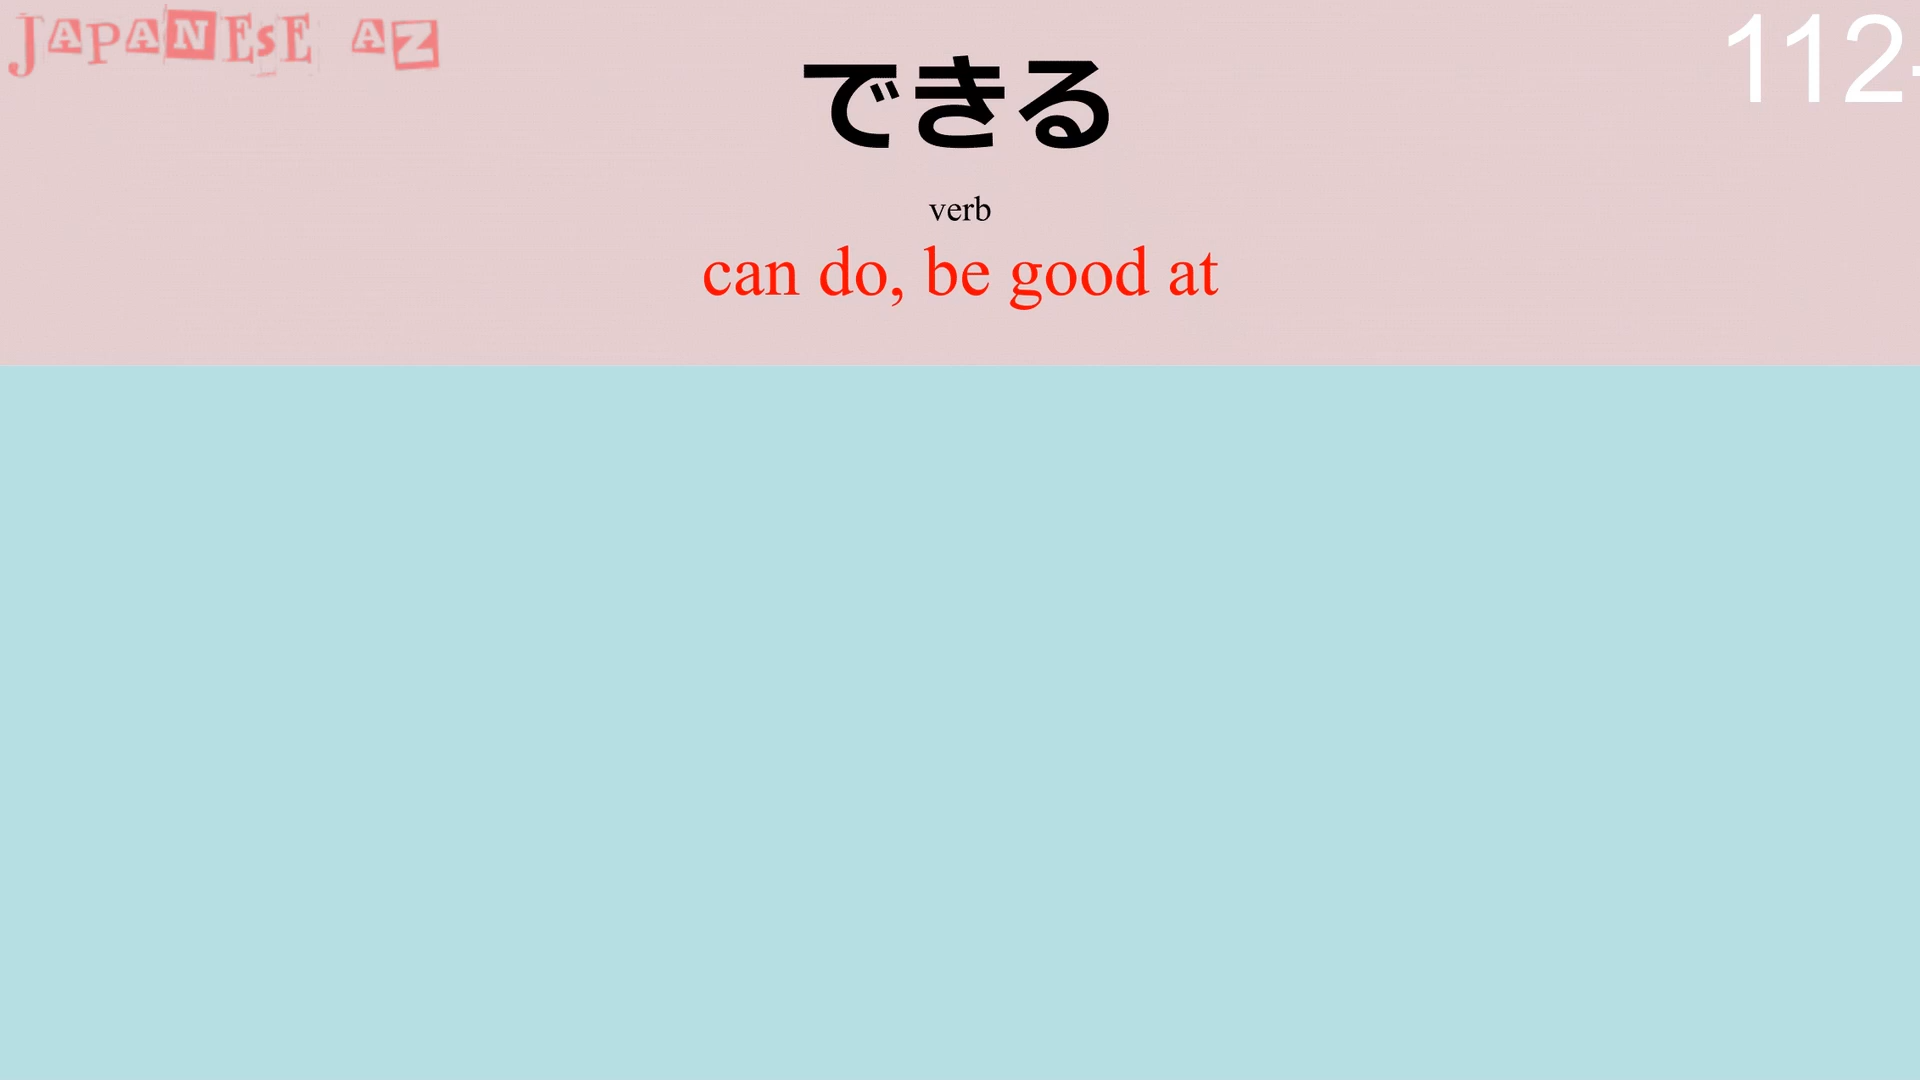 JAPANESE AZ
112-
できる
verb
can do, be good at